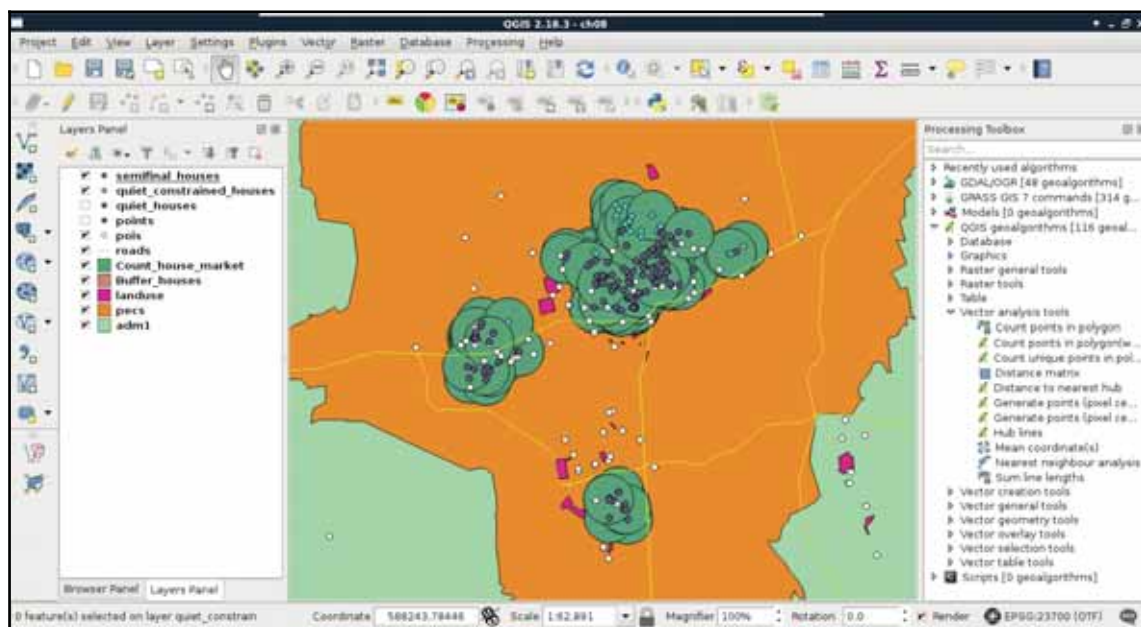 QGIS 2.18.3 - ch08
Project Edit View Layer Settings Plugins Vector Raster Database Processing Help
Layers Panel
semifinal_houses
quiet_constrained_houses
quiet_houses
points
pois
roads
Count_house_market
Buffer_houses
landuse
pecs
adm1
Browser Panel Layers Panel
Processing Toolbox
Search...
Recently used algorithms
GDAL/OGR [48 geoalgorithms]
GRASS GIS 7 commands [314 g...
Models [0 geoalgorithms]
QGIS geoalgorithms [116 geoal...
Database
Graphics
Raster general tools
Raster tools
Table
Vector analysis tools
Count points in polygon
Count points in polygon(w...
Count unique points in pol...
Distance matrix
Distance to nearest hub
Generate points (pixel ce...
Generate points (pixel ce...
Hub lines
Mean coordinate(s)
Nearest neighbour analysis
Sum line lengths
Vector creation tools
Vector general tools
Vector geometry tools
Vector overlay tools
Vector selection tools
Vector table tools
Scripts [0 geoalgorithms]
0 feature(s) selected on layer quiet_constrain Coordinate 586243,78446 Scale 1:62,891 Magnifier 100% Rotation 0.0 Render EPSG:23700 (OTF)